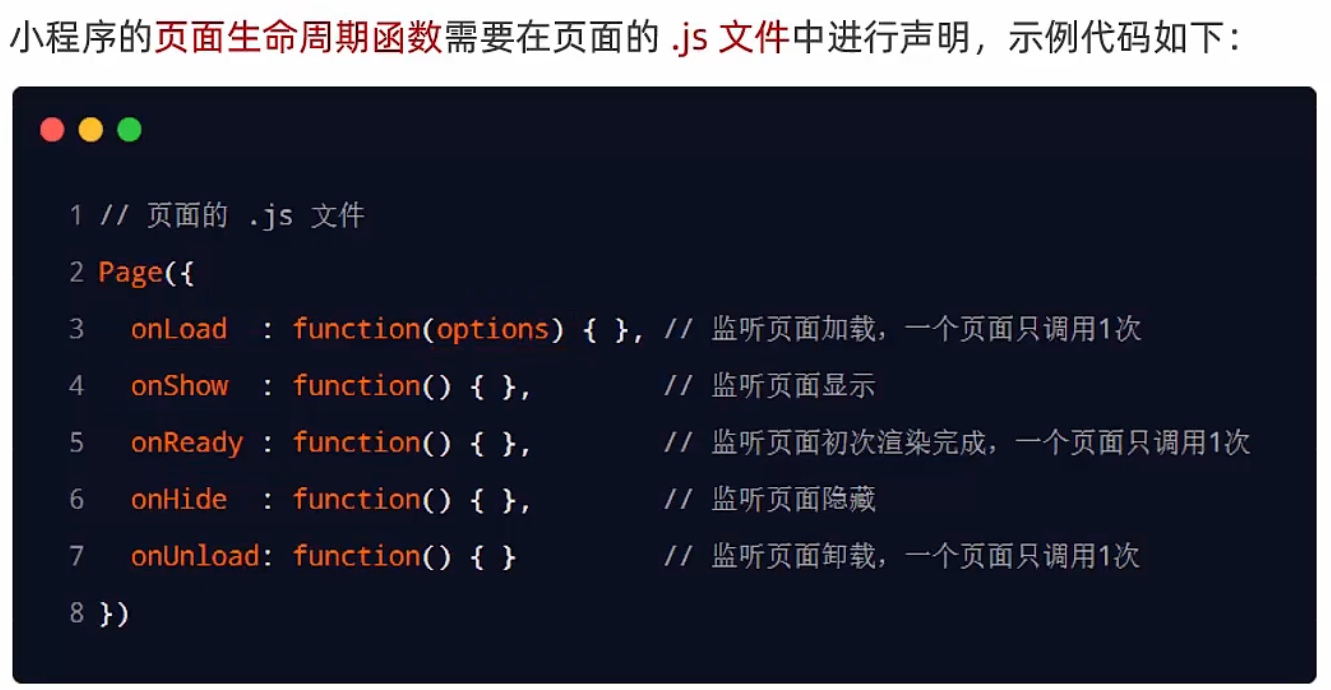 小程序的页面生命周期函数需要在页面的 .js 文件中进行声明，示例代码如下：
1 // 页面的 .js 文件
2 Page({
3   onLoad  : function(options) { }, // 监听页面加载，一个页面只调用1次
4   onShow  : function() { },        // 监听页面显示
5   onReady : function() { },        // 监听页面初次渲染完成，一个页面只调用1次
6   onHide  : function() { },        // 监听页面隐藏
7   onUnload: function() { }         // 监听页面卸载，一个页面只调用1次
8 })